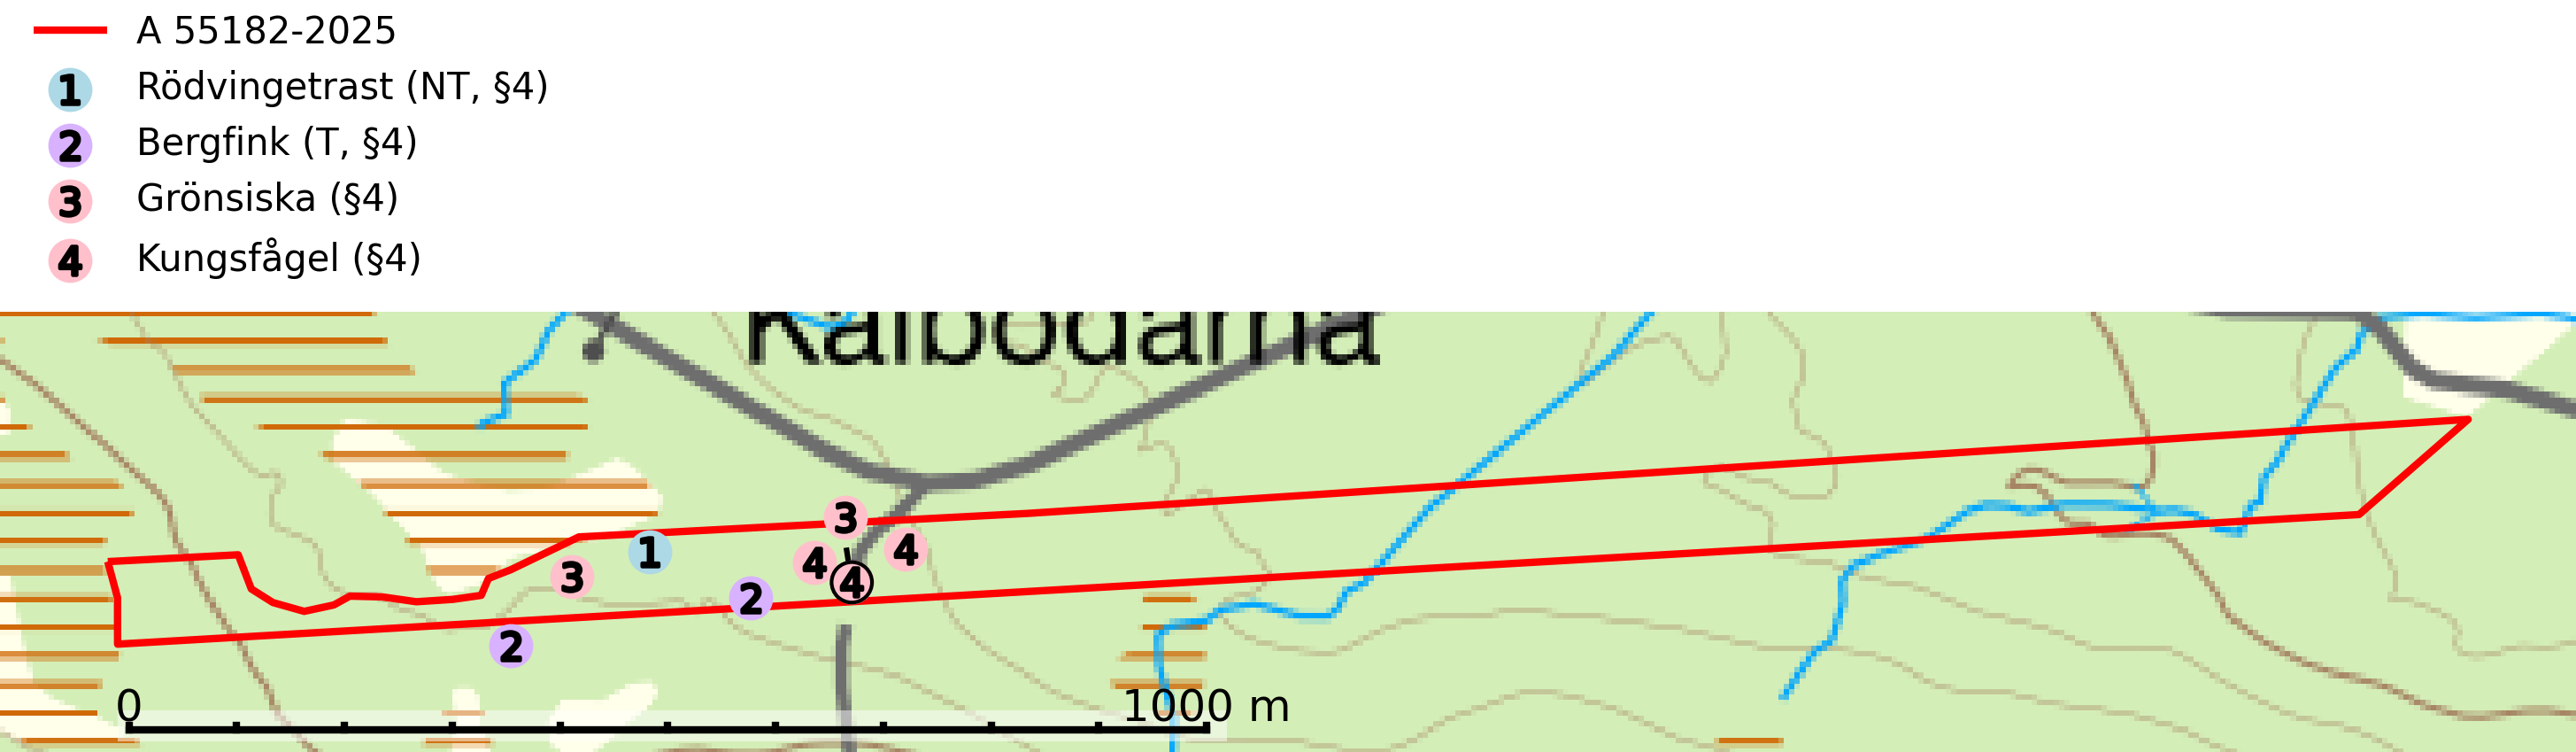 A 55182-2025
1 Rödvingetrast (NT, §4)
2 Bergfink (T, §4)
3 Grönsiska (§4)
4 Kungsfågel (§4)
Kalbodarna
3
1
4
4
3
4
2
2
0
1000 m